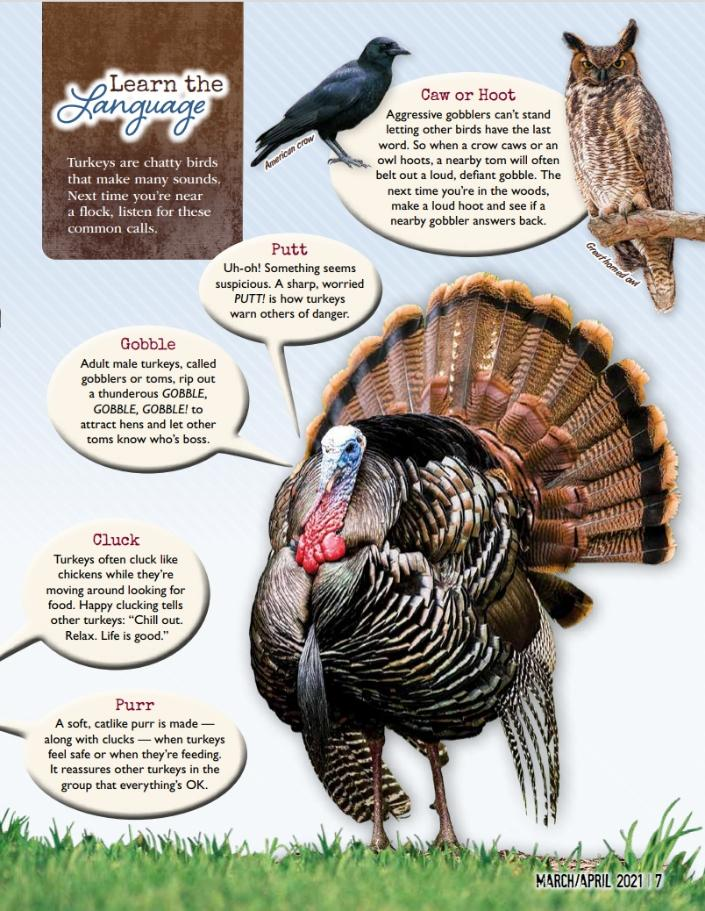 Learn the
Language
Turkeys are chatty birds
that make many sounds.
Next time you're near
a flock, listen for these
common calls.
American crow
Caw or Hoot
Aggressive gobblers can't stand
letting other birds have the last
word. So when a crow caws or an
owl hoots, a nearby tom will often
belt out a loud, defiant gobble. The
next time you're in the woods,
make a loud hoot and see if a
nearby gobbler answers back.
Great horned owl
Putt
Uh-oh! Something seems
suspicious. A sharp, worried
PUTT! is how turkeys
warn others of danger.
Gobble
Adult male turkeys, called
gobblers or toms, rip out
a thunderous GOBBLE,
GOBBLE, GOBBLE! to
attract hens and let other
toms know who's boss.
Cluck
Turkeys often cluck like
chickens while they're
moving around looking for
food. Happy clucking tells
other turkeys: “Chill out.
Relax. Life is good.”
Purr
A soft, catlike purr is made —
along with clucks — when turkeys
feel safe or when they're feeding.
It reassures other turkeys in the
group that everything's OK.
MARCH/APRIL 2021 | 7